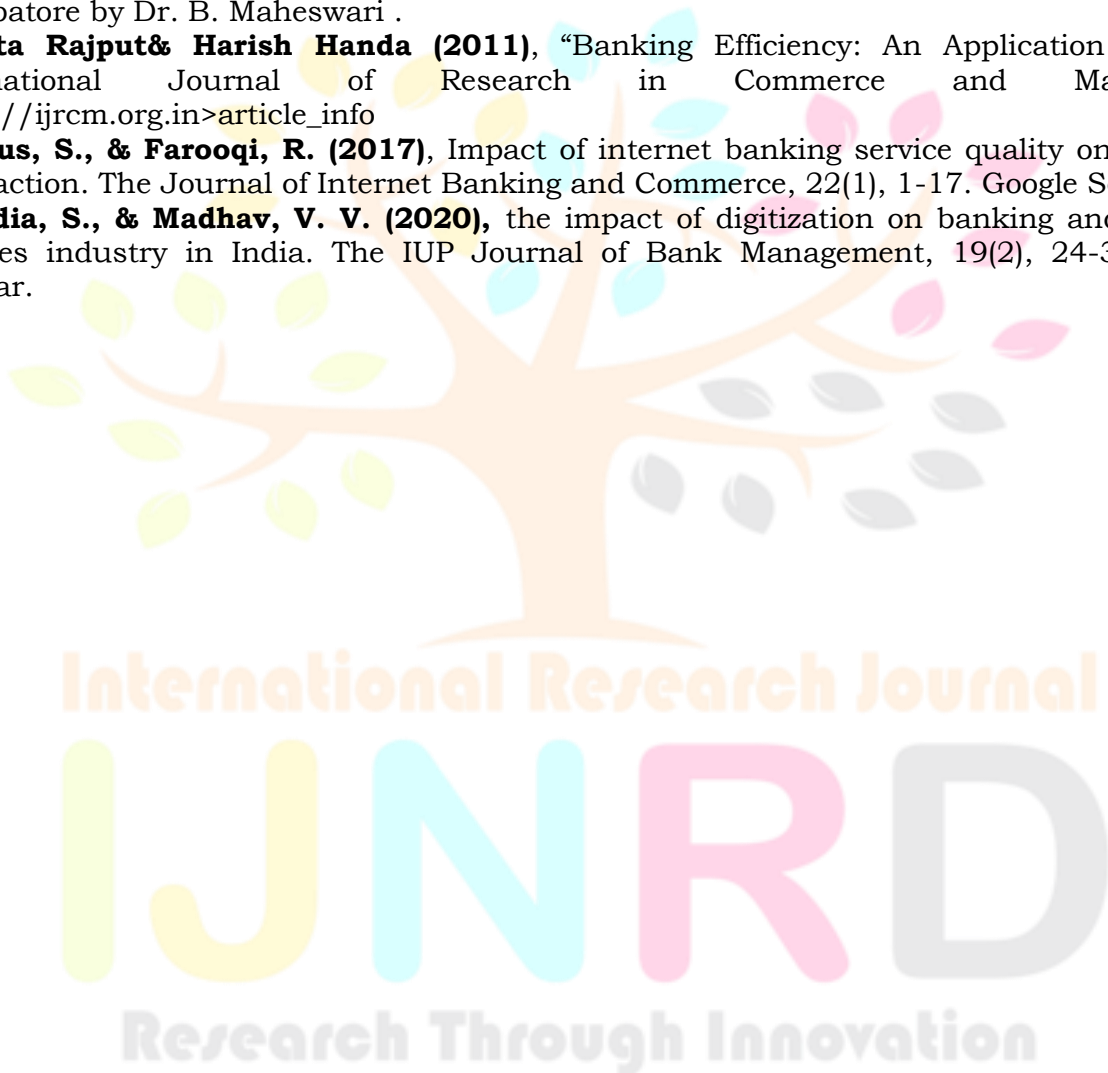 patore by Dr. B. Maheswari .
ta Rajput& Harish Handa (2011), “Banking Efficiency: An Application
national Journal of Research in Commerce and Ma
://ijrcm.org.in>article_info
us, S., & Farooqi, R. (2017), Impact of internet banking service quality on
action. The Journal of Internet Banking and Commerce, 22(1), 1-17. Google S
dia, S., & Madhav, V. V. (2020), the impact of digitization on banking and
es industry in India. The IUP Journal of Bank Management, 19(2), 24-3
ar.
International Research Journal
IJNRD
Research Through Innovation